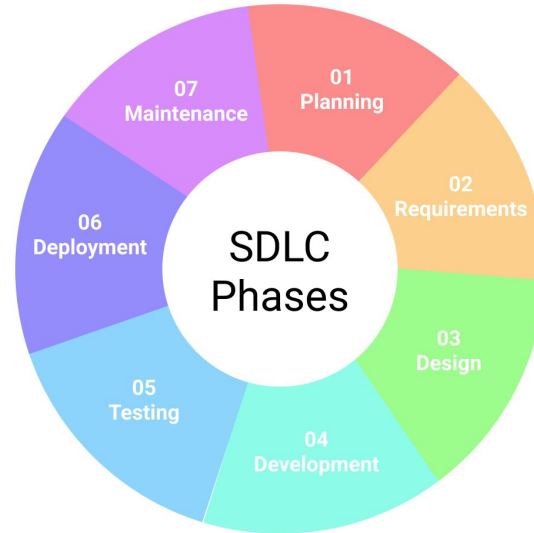 SDLC
Phases
01
Planning
02
Requirements
03
Design
04
Development
05
Testing
06
Deployment
07
Maintenance